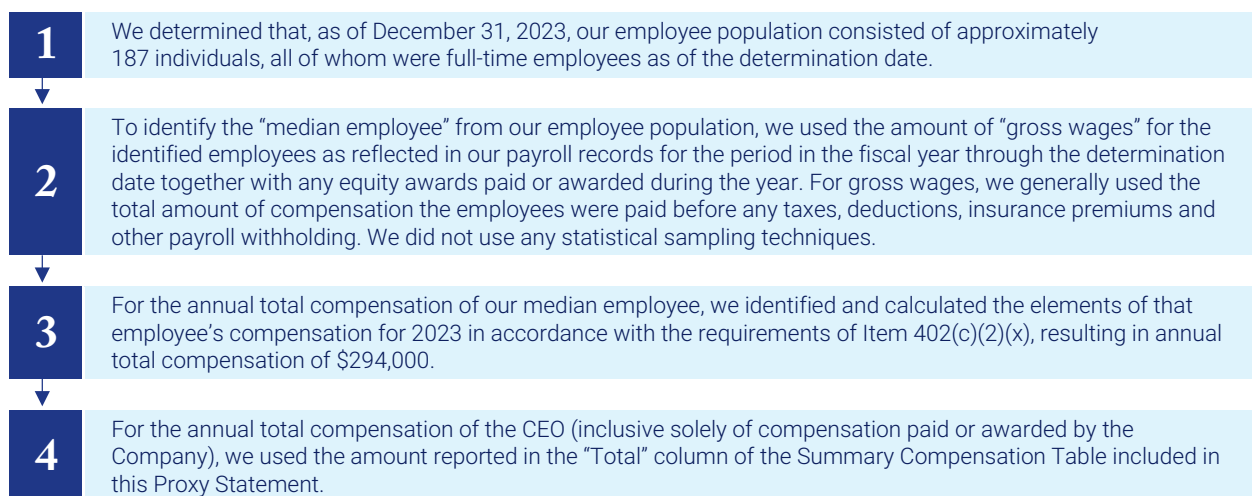 1
We determined that, as of December 31, 2023, our employee population consisted of approximately
187 individuals, all of whom were full-time employees as of the determination date.
2
To identify the “median employee” from our employee population, we used the amount of “gross wages” for the
identified employees as reflected in our payroll records for the period in the fiscal year through the determination
date together with any equity awards paid or awarded during the year. For gross wages, we generally used the
total amount of compensation the employees were paid before any taxes, deductions, insurance premiums and
other payroll withholding. We did not use any statistical sampling techniques.
3
For the annual total compensation of our median employee, we identified and calculated the elements of that
employee’s compensation for 2023 in accordance with the requirements of Item 402(c)(2)(x), resulting in annual
total compensation of $294,000.
4
For the annual total compensation of the CEO (inclusive solely of compensation paid or awarded by the
Company), we used the amount reported in the “Total” column of the Summary Compensation Table included in
this Proxy Statement.